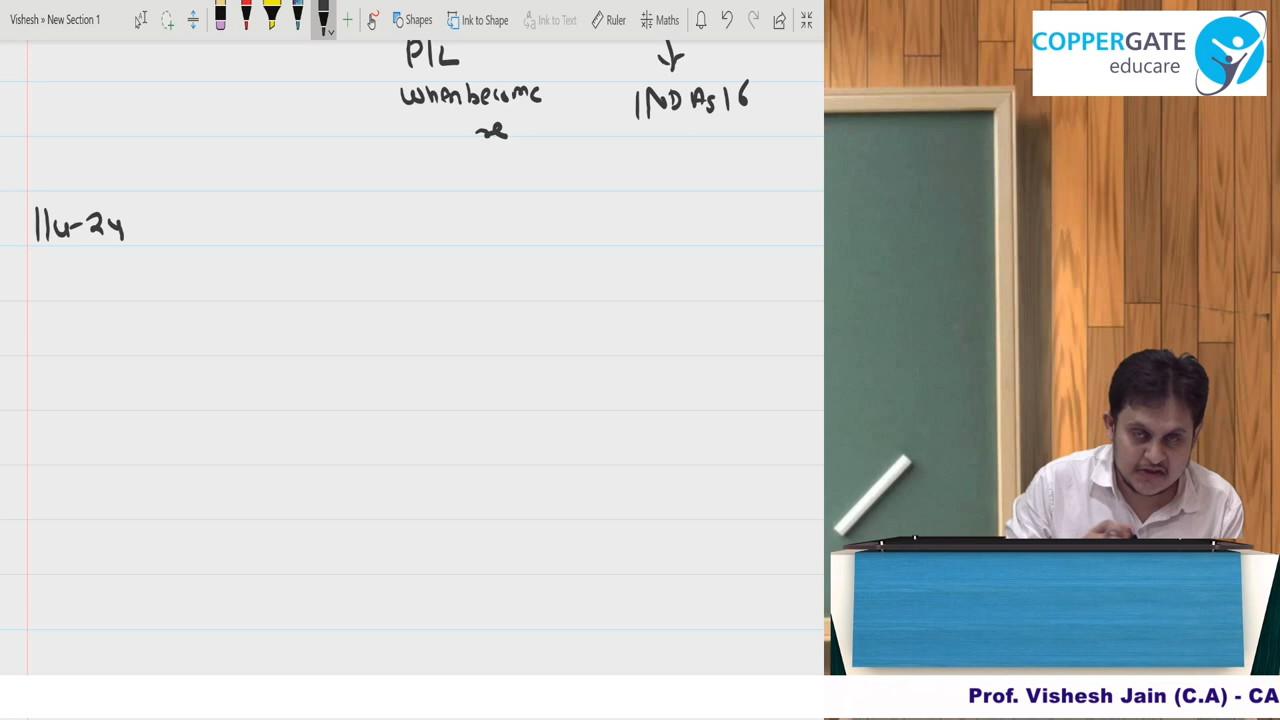 Vishesh » New Section 1
Shapes
Ink to Shape
Ink to Text
Ruler
Maths
COPPERGATE
educare
P/L
when become
IND AS 16
11u-24
Prof. Vishesh Jain (C.A) - CA